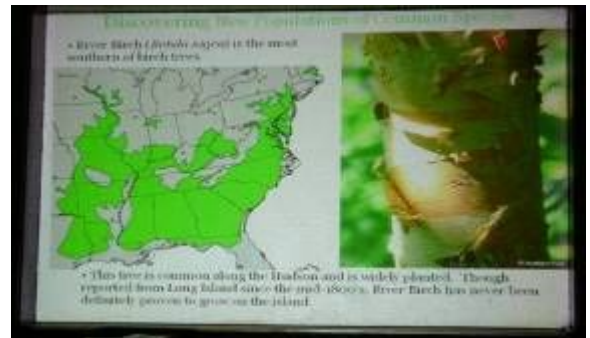 Discovering New Populations of Common Species
• River Birch (Betula nigra) is the most
southern of birch trees
• This tree is common along the Hudson and is widely planted. Though
reported from Long Island since the mid-1800's, River Birch has never been
definitely proven to grow on the island.